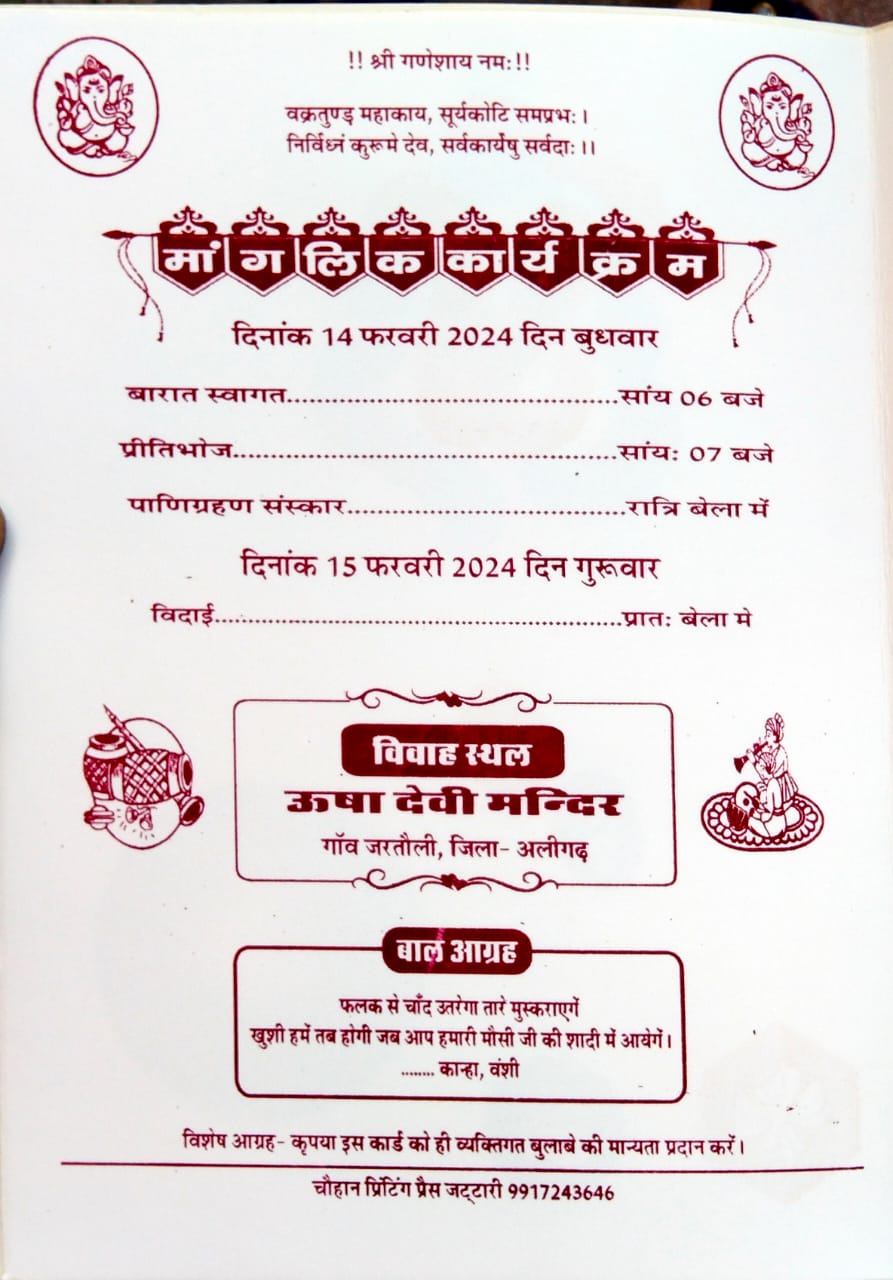 !! श्री गणेशाय नमः!!
वक्रतुण्ड़ महाकाय, सूर्यकोटि समप्रभः।
निर्विध्नं कुरूमे देव, सर्वकार्येषु सर्वदाः।।
मांगलिक कार्यक्रम
दिनांक 14 फरवरी 2024 दिन बुधवार
बारात स्वागत.............................................सांय 06 बजे
प्रीतिभोज....................................................सांयः 07 बजे
पाणिग्रहण संस्कार.....................................रात्रि बेला में
दिनांक 15 फरवरी 2024 दिन गुरूवार
विदाई.......................................................प्रातः बेला मे
विवाह स्थल
ऊषा देवी मन्दिर
गॉव जरतौली, जिला- अलीगढ़
बाल आग्रह
फलक से चाँद उतरेगा तारे मुस्कराएगें
खुशी हमें तब होगी जब आप हमारी मौसी जी की शादी में आयेगें।
........ कान्हा, वंशी
विशेष आग्रह- कृपया इस कार्ड को ही व्यक्तिगत बुलाबे की मान्यता प्रदान करें।
चौहान प्रिंटिंग प्रैस जट्टारी 9917243646